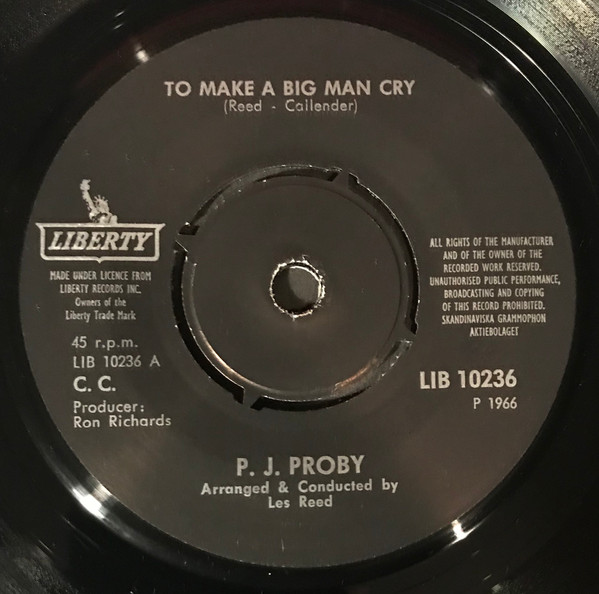 TO MAKE A BIG MAN CRY
(Reed - Callender)
LIBERTY
MADE UNDER LICENCE FROM
LIBERTY RECORDS INC.
Owners of the
Liberty Trade Mark
45 r.p.m.
LIB 10236 A
C. C.
Producer:
Ron Richards
ALL RIGHTS OF THE MANUFACTURER
AND OF THE OWNER OF THE
RECORDED WORK RESERVED.
UNAUTHORISED PUBLIC PERFORMANCE,
BROADCASTING AND COPYING
OF THIS RECORD PROHIBITED.
SKANDINAVISKA GRAMMOPHON
AKTIEBOLAGET
LIB 10236
P 1966
P. J. PROBY
Arranged & Conducted by
Les Reed